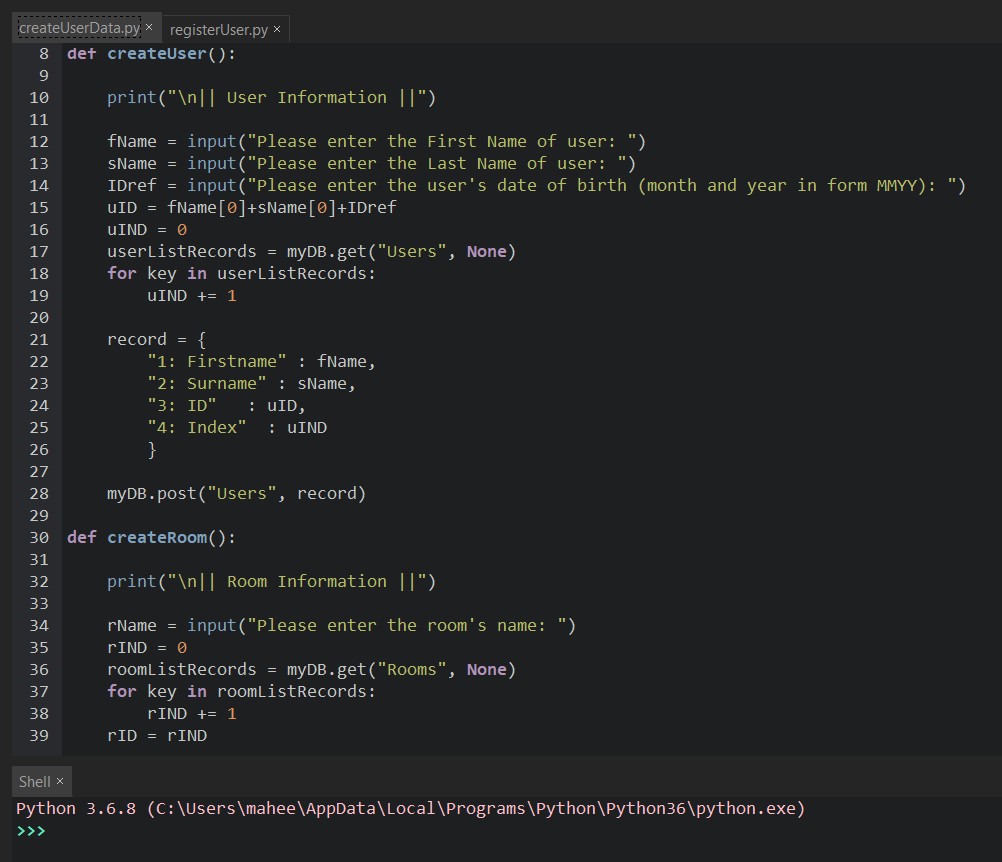 createUserData.py × registerUser.py ×
8 def createUser():
9
10     print("\n|| User Information ||")
11
12     fName = input("Please enter the First Name of user: ")
13     sName = input("Please enter the Last Name of user: ")
14     IDref = input("Please enter the user's date of birth (month and year in form MMYY): ")
15     uID = fName[0]+sName[0]+IDref
16     uIND = 0
17     userListRecords = myDB.get("Users", None)
18     for key in userListRecords:
19         uIND += 1
20
21     record = {
22         "1: Firstname" : fName,
23         "2: Surname" : sName,
24         "3: ID"   : uID,
25         "4: Index"  : uIND
26         }
27
28     myDB.post("Users", record)
29
30 def createRoom():
31
32     print("\n|| Room Information ||")
33
34     rName = input("Please enter the room's name: ")
35     rIND = 0
36     roomListRecords = myDB.get("Rooms", None)
37     for key in roomListRecords:
38         rIND += 1
39     rID = rIND
Shell ×
Python 3.6.8 (C:\Users\mahee\AppData\Local\Programs\Python\Python36\python.exe)
>>>